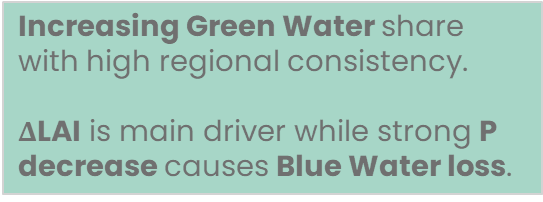 Increasing Green Water share
with high regional consistency.
ΔLAI is main driver while strong P
decrease causes Blue Water loss.